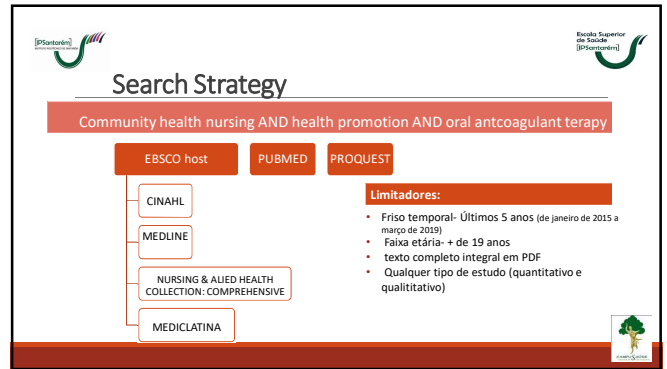 [IPSantarém]
Escola Superior
de Saúde
[IPSantarém]
Search Strategy
Community health nursing AND health promotion AND oral antcoagulant terapy
EBSCO host
PUBMED
PROQUEST
CINAHL
MEDLINE
NURSING & ALIED HEALTH
COLLECTION: COMPREHENSIVE
MEDICLATINA
Limitadores:
• Friso temporal- Últimos 5 anos (de janeiro de 2015 a
março de 2019)
• Faixa etária- + de 19 anos
• texto completo integral em PDF
• Qualquer tipo de estudo (quantitativo e
qualititativo)